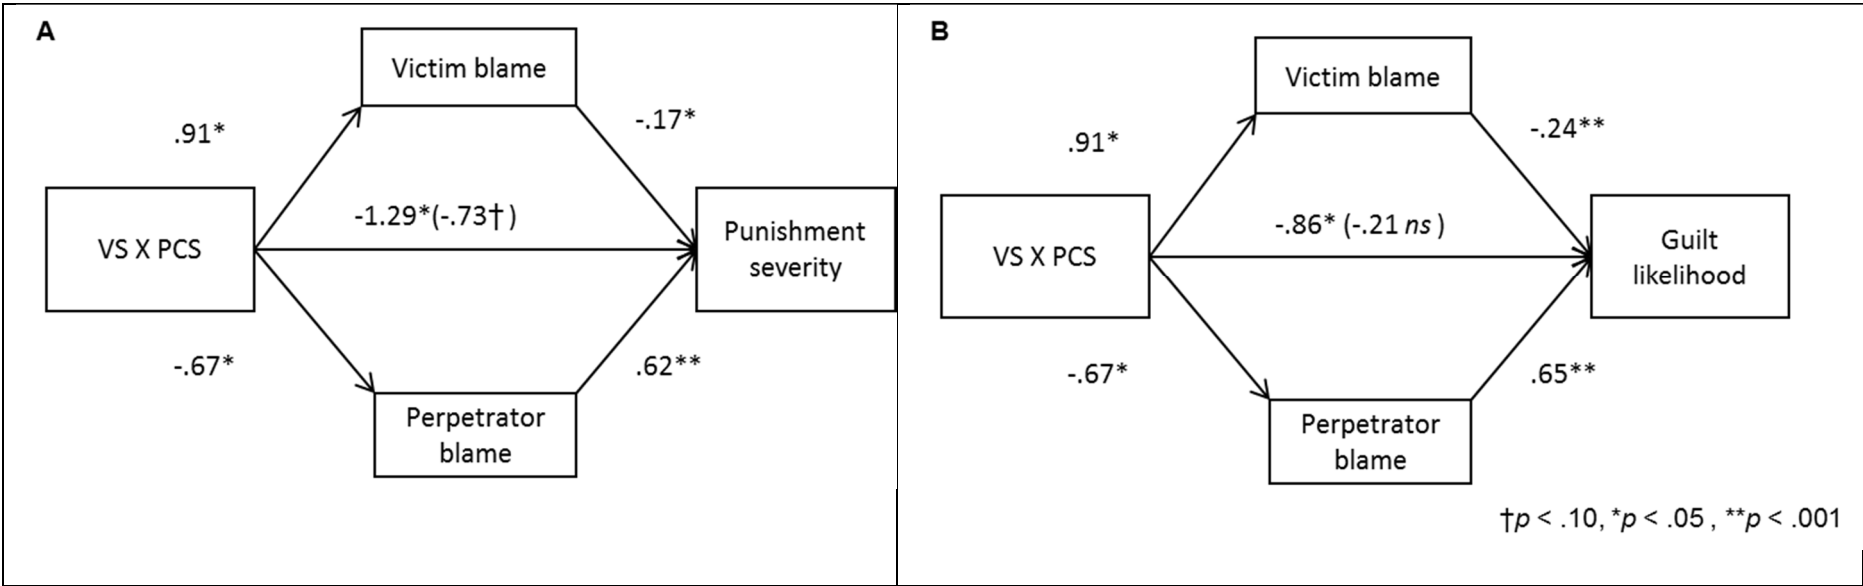 A
Victim blame
.91*
-.17*
VS X PCS
-1.29*(-.73†)
Punishment
severity
-.67*
.62**
Perpetrator
blame
B
Victim blame
.91*
-.24**
VS X PCS
-.86* (-.21 ns)
Guilt
likelihood
-.67*
.65**
Perpetrator
blame
†p < .10, *p < .05 , **p < .001